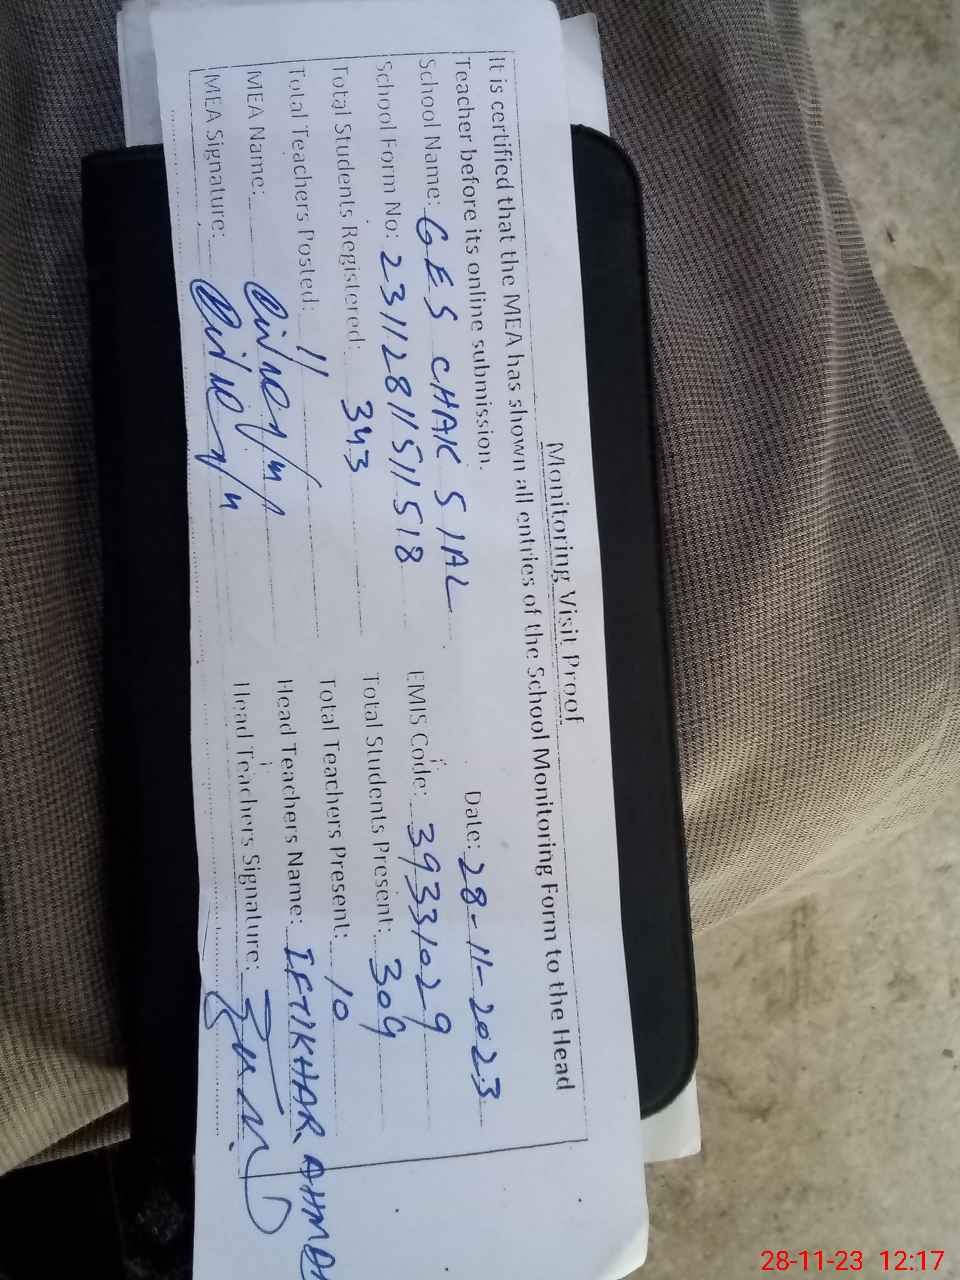 Monitoring Visit Proof
It is certified that the MEA has shown all entries of the School Monitoring Form to the Head
Teacher before its online submission. Date: 28-11-2023
School Name: GES CHAK SIAL EMIS Code: 39331029
School Form No: 23112811511518 Total Students Present: 309
Total Students Registered: 343 Total Teachers Present: 10
Total Teachers Posted: 11 Head Teachers Name: IFTIKHAR AHMAD
MEA Name: Head Teachers Signature:
MEA Signature:
28-11-23 12:17